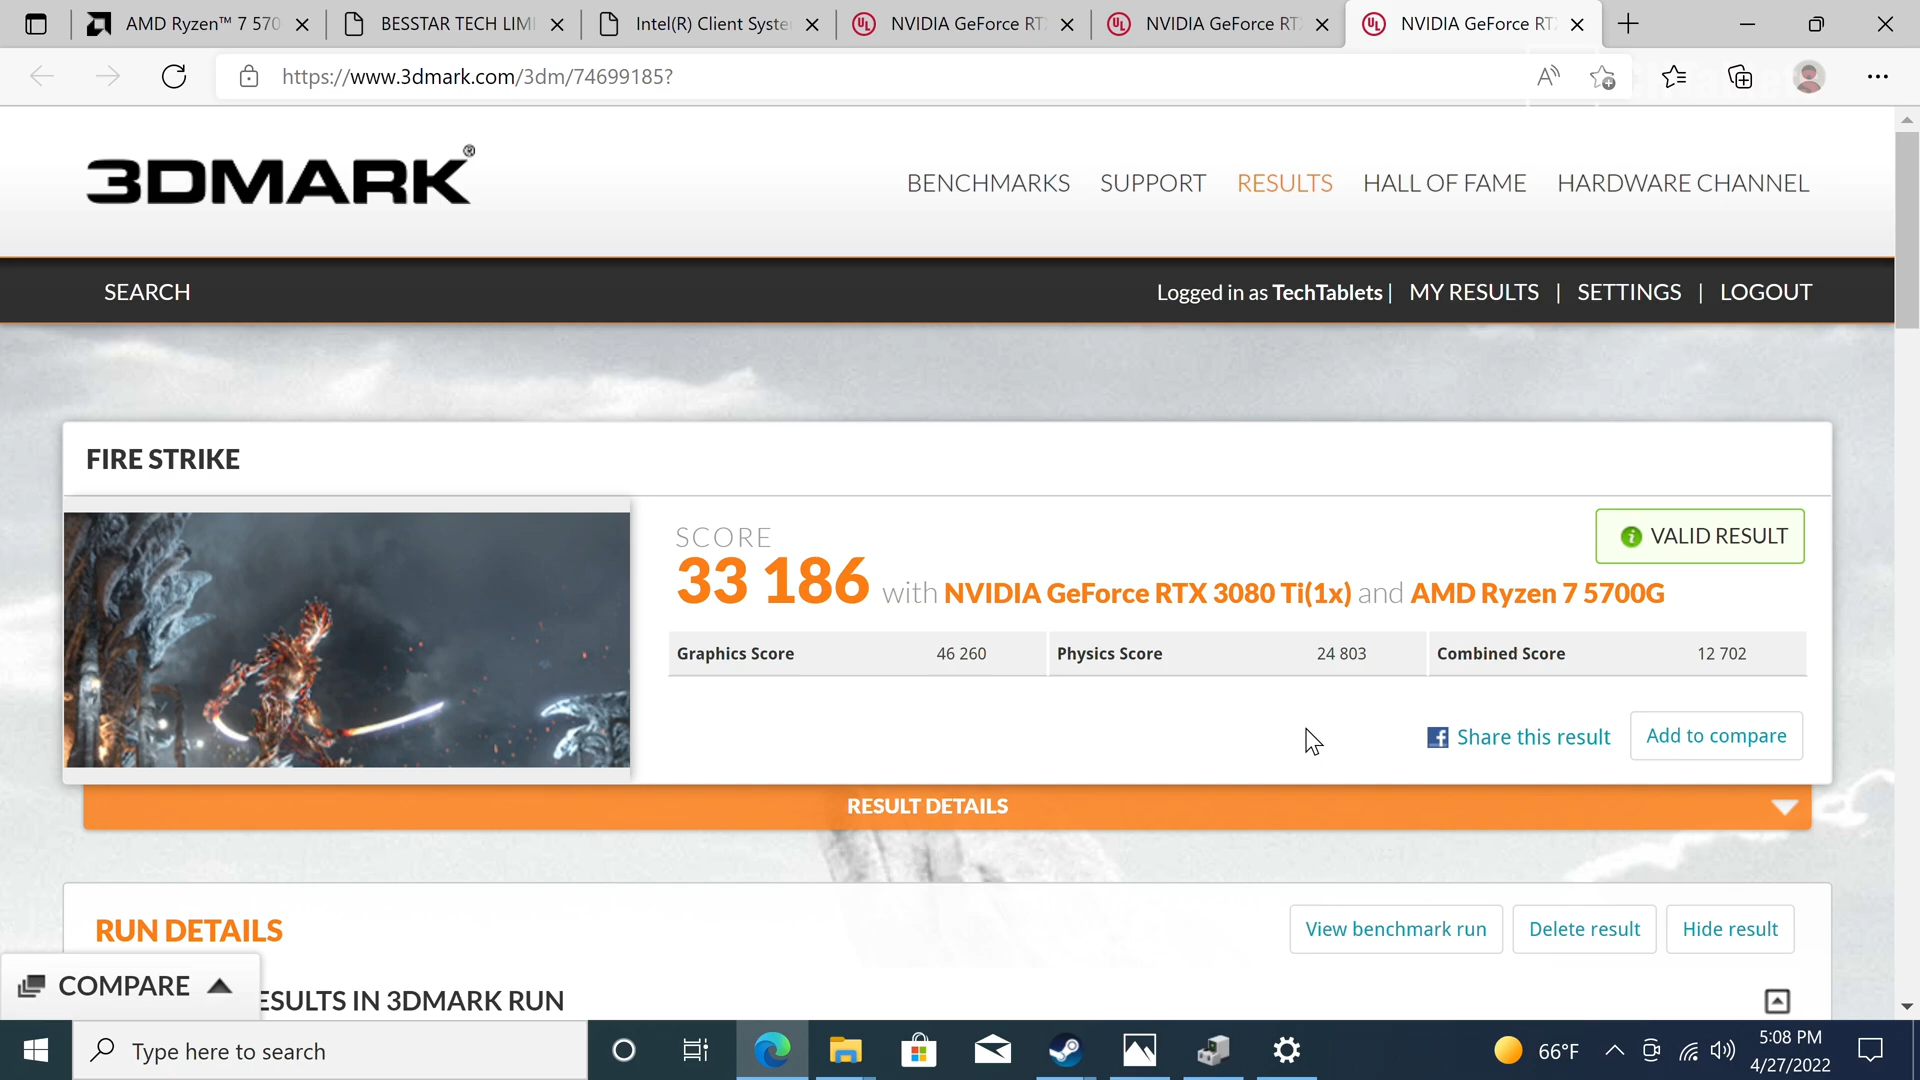 AMD Ryzen™ 7 570
BESSTAR TECH LIMI
Intel(R) Client Syste
NVIDIA GeForce RT
NVIDIA GeForce RT
NVIDIA GeForce RT
https://www.3dmark.com/3dm/74699185?
3DMARK®
BENCHMARKS
SUPPORT
RESULTS
HALL OF FAME
HARDWARE CHANNEL
SEARCH
Logged in as TechTablets |
MY RESULTS |
SETTINGS |
LOGOUT
FIRE STRIKE
SCORE
VALID RESULT
33 186 with NVIDIA GeForce RTX 3080 Ti(1x) and AMD Ryzen 7 5700G
Graphics Score 46 260
Physics Score 24 803
Combined Score 12 702
Share this result
Add to compare
RESULT DETAILS
RUN DETAILS
View benchmark run
Delete result
Hide result
COMPARE
ESULTS IN 3DMARK RUN
Type here to search
66°F
5:08 PM
4/27/2022